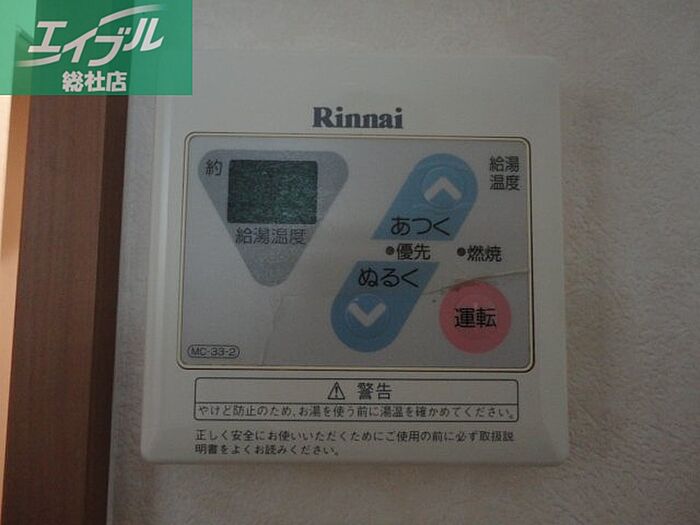 エイブル
総社店
Rinnai
約
給湯温度
給湯
温度
あつく
優先
燃焼
ぬるく
運転
MC-33-2
⚠ 警告
やけど防止のため、お湯を使う前に湯温を確かめてください。
正しく安全にお使いいただくためにご使用の前に必ず取扱説
明書をよくお読みください。